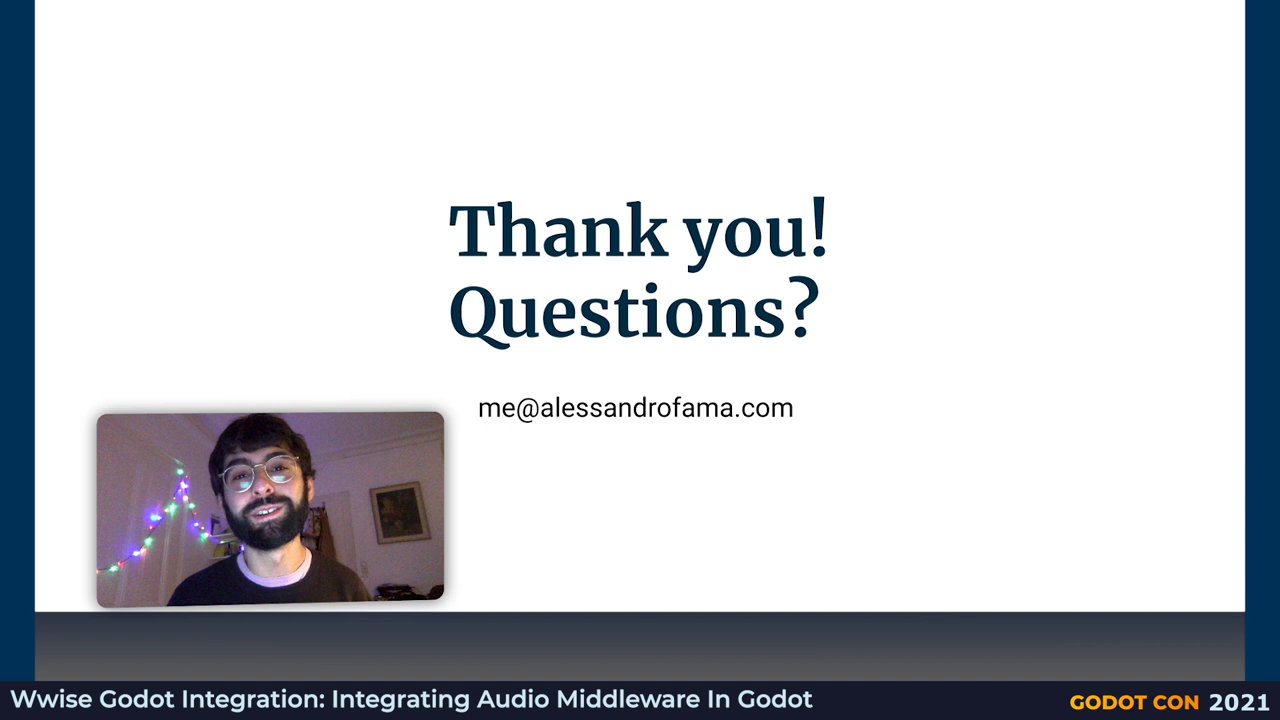 Thank you!
Questions?
me@alessandrofama.com
Wwise Godot Integration: Integrating Audio Middleware In Godot
GODOT CON 2021